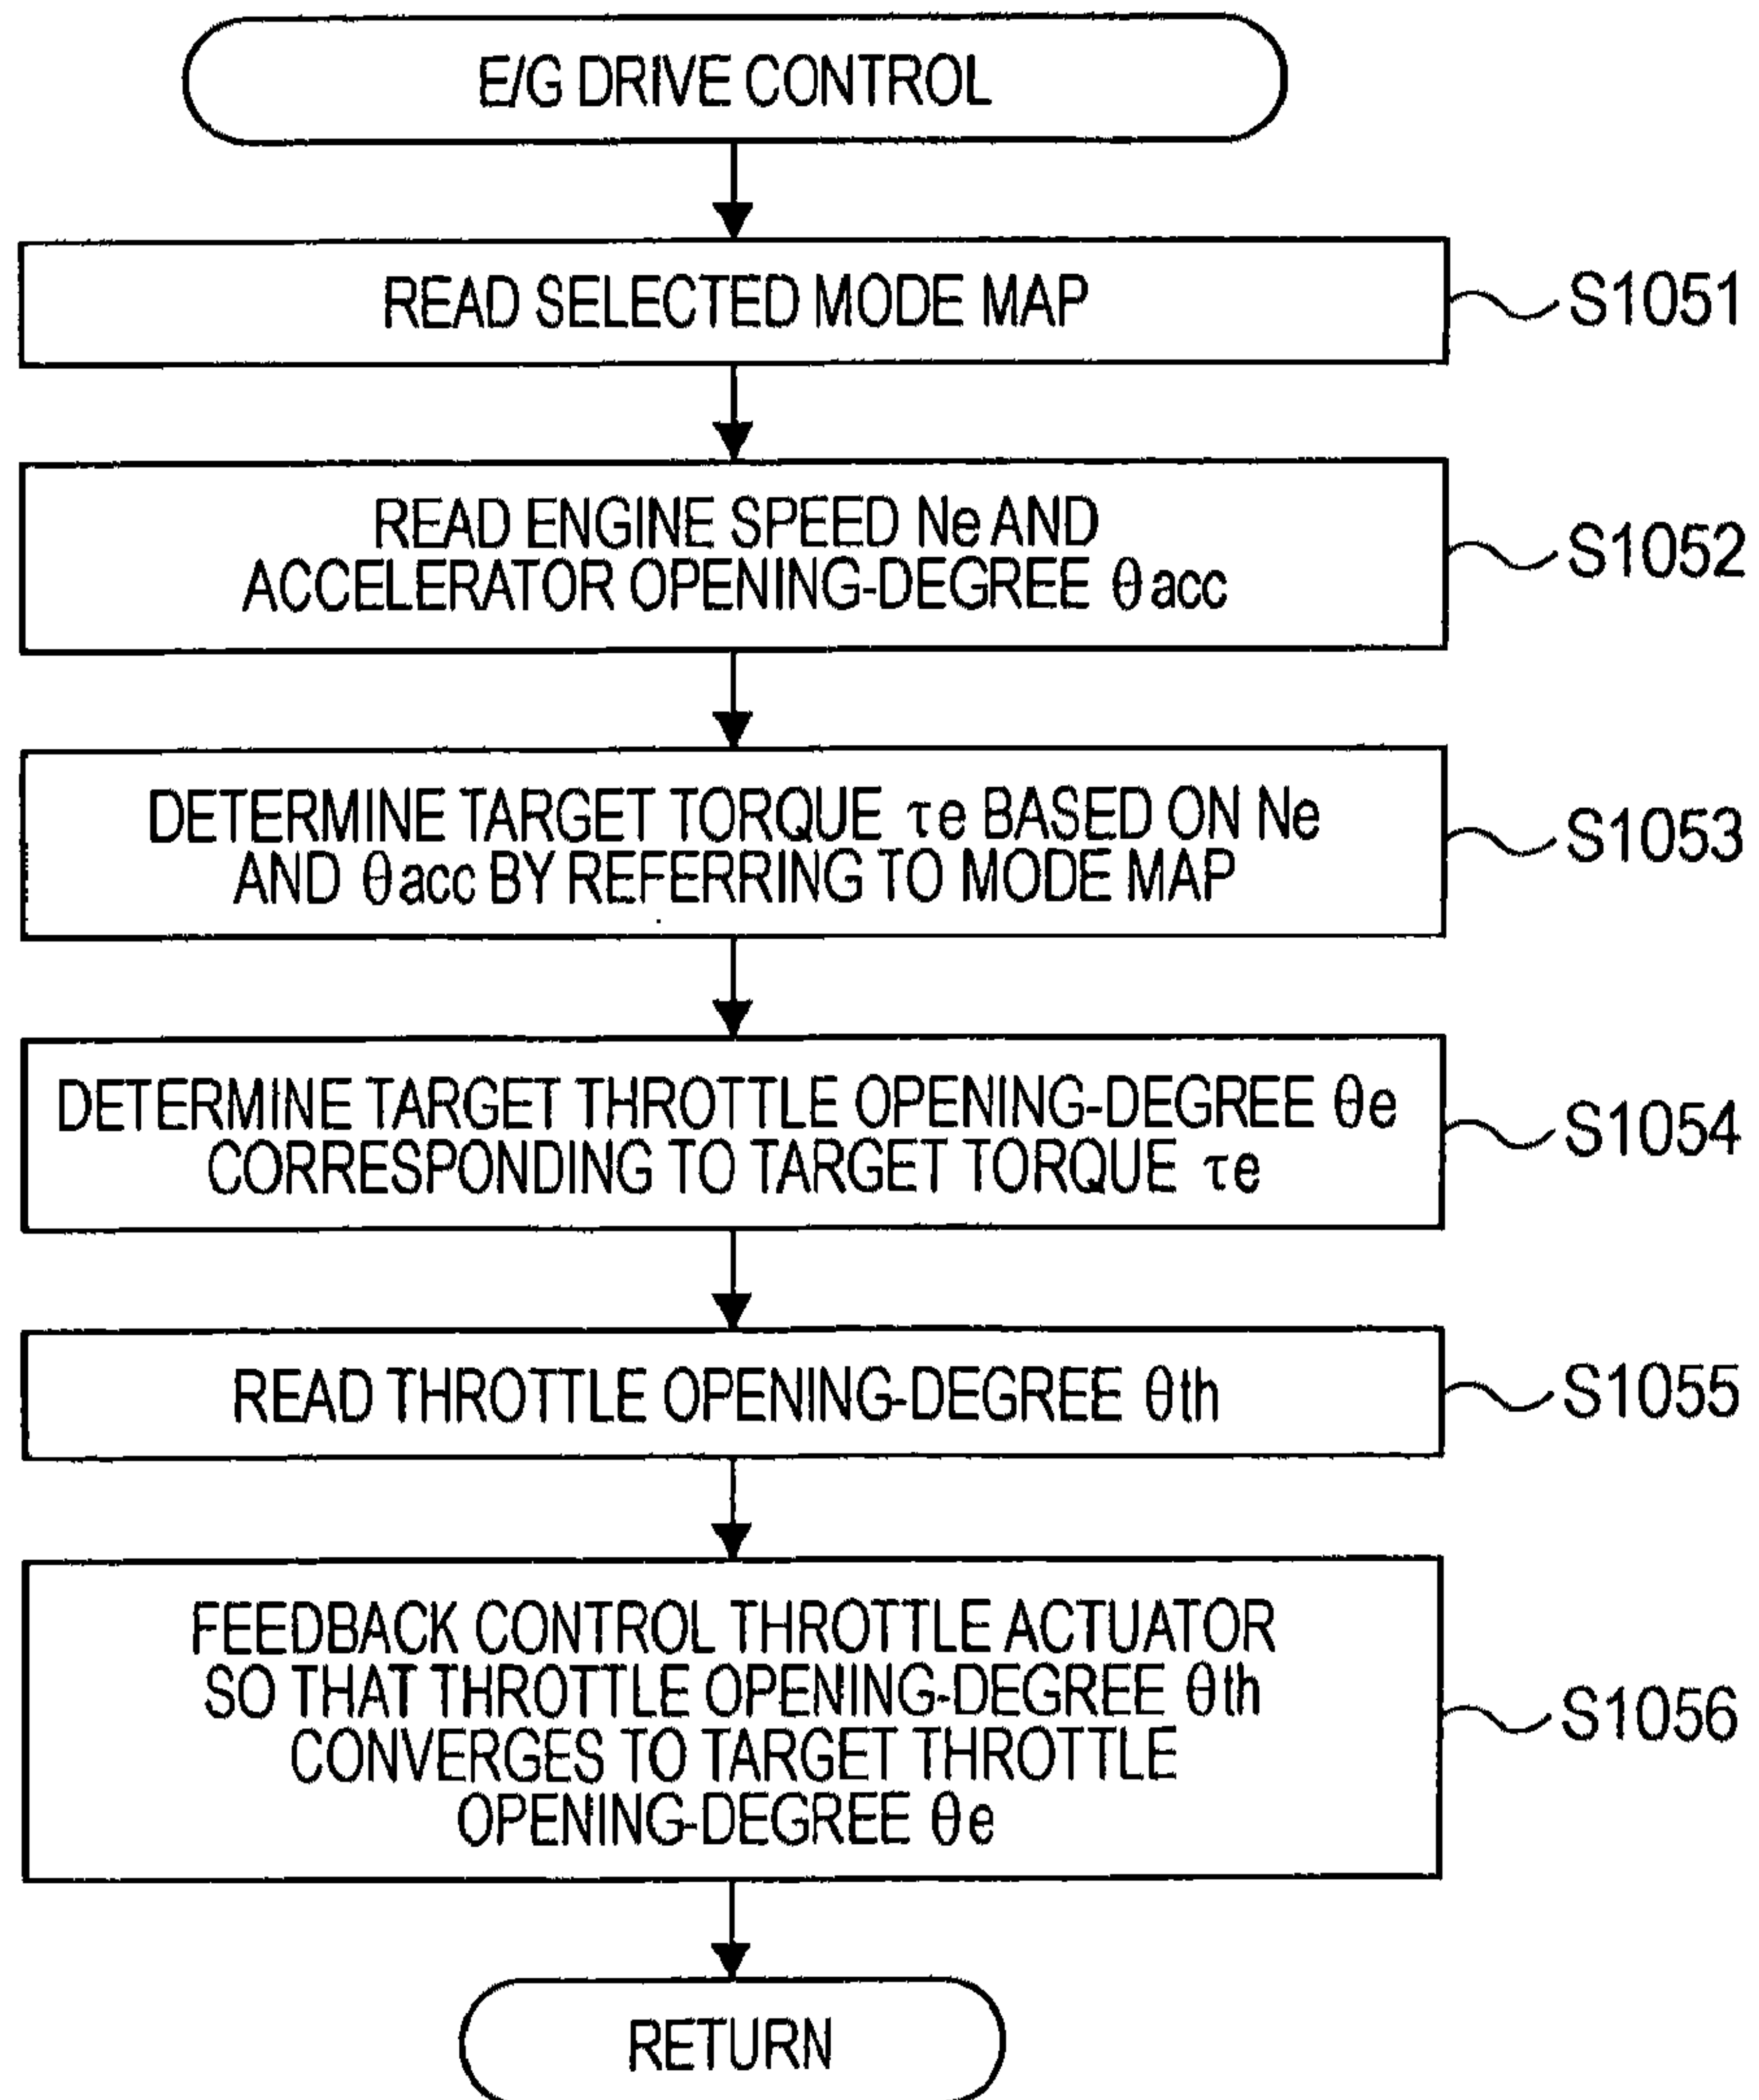 E/G DRIVE CONTROL
READ SELECTED MODE MAP
S1051
READ ENGINE SPEED Ne AND
ACCELERATOR OPENING-DEGREE θacc
S1052
DETERMINE TARGET TORQUE τe BASED ON Ne
AND θacc BY REFERRING TO MODE MAP
S1053
DETERMINE TARGET THROTTLE OPENING-DEGREE θe
CORRESPONDING TO TARGET TORQUE τe
S1054
READ THROTTLE OPENING-DEGREE θth
S1055
FEEDBACK CONTROL THROTTLE ACTUATOR
SO THAT THROTTLE OPENING-DEGREE θth
CONVERGES TO TARGET THROTTLE
OPENING-DEGREE θe
S1056
RETURN